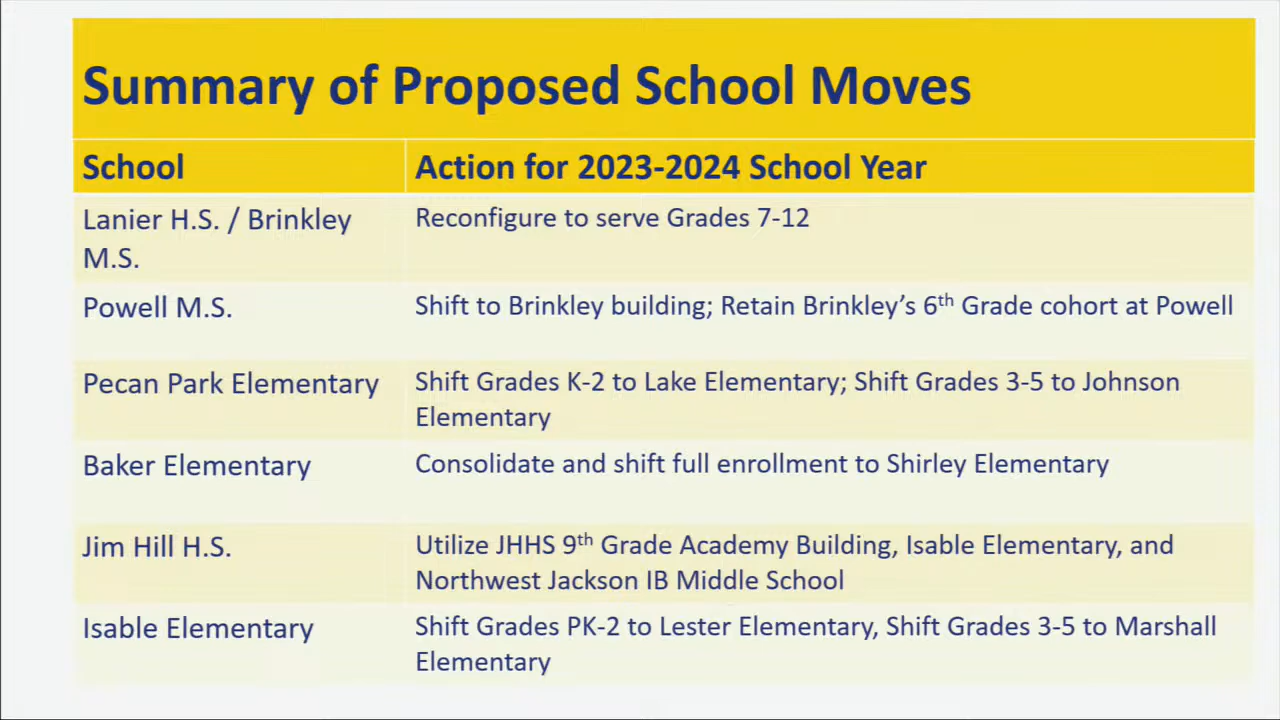 Summary of Proposed School Moves
School
Action for 2023-2024 School Year
Lanier H.S. / Brinkley
M.S.
Reconfigure to serve Grades 7-12
Powell M.S.
Shift to Brinkley building; Retain Brinkley’s 6th Grade cohort at Powell
Pecan Park Elementary
Shift Grades K-2 to Lake Elementary; Shift Grades 3-5 to Johnson
Elementary
Baker Elementary
Consolidate and shift full enrollment to Shirley Elementary
Jim Hill H.S.
Utilize JHHS 9th Grade Academy Building, Isable Elementary, and
Northwest Jackson IB Middle School
Isable Elementary
Shift Grades PK-2 to Lester Elementary, Shift Grades 3-5 to Marshall
Elementary